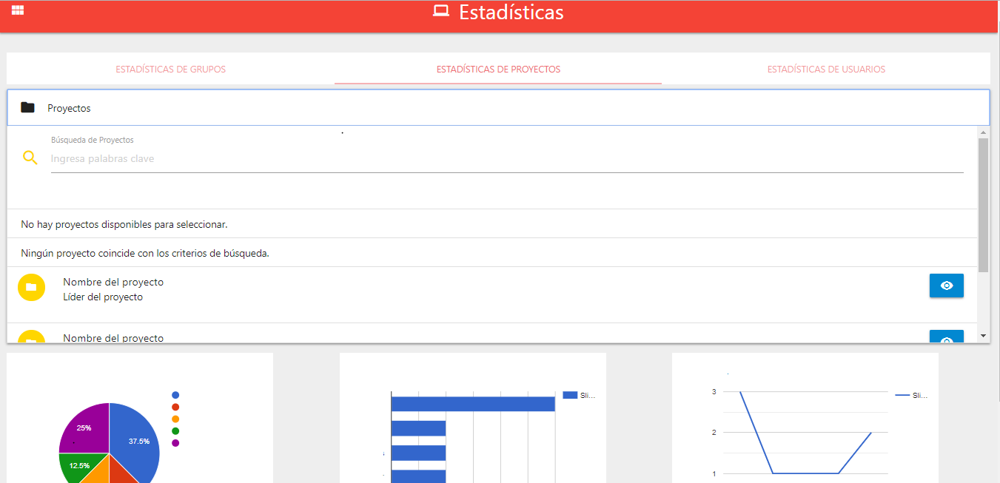 Estadísticas
ESTADÍSTICAS DE GRUPOS
ESTADÍSTICAS DE PROYECTOS
ESTADÍSTICAS DE USUARIOS
Proyectos
Búsqueda de Proyectos
Ingresa palabras clave
No hay proyectos disponibles para seleccionar.
Ningún proyecto coincide con los criterios de búsqueda.
Nombre del proyecto
Líder del proyecto
Nombre del proyecto
25%
37.5%
12.5%
Sli...
3
Sli...
2
1